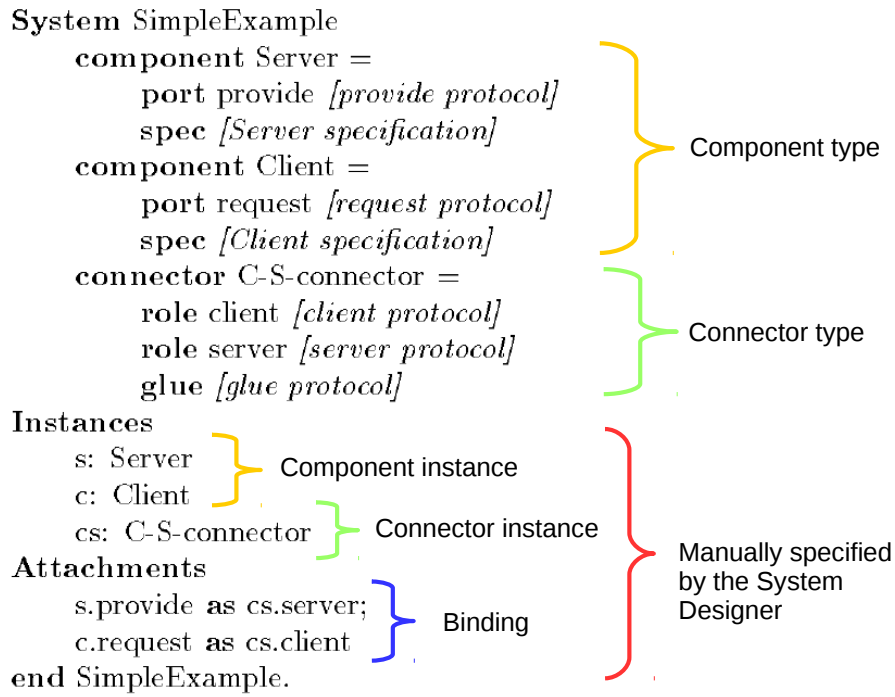 System SimpleExample
component Server =
port provide [provide protocol]
spec [Server specification]
Component type
component Client =
port request [request protocol]
spec [Client specification]
connector C-S-connector =
role client [client protocol]
Connector type
role server [server protocol]
glue [glue protocol]
Instances
s: Server
Component instance
c: Client
cs: C-S-connector
Connector instance
Manually specified
by the System
Designer
Attachments
s.provide as cs.server;
Binding
c.request as cs.client
end SimpleExample.